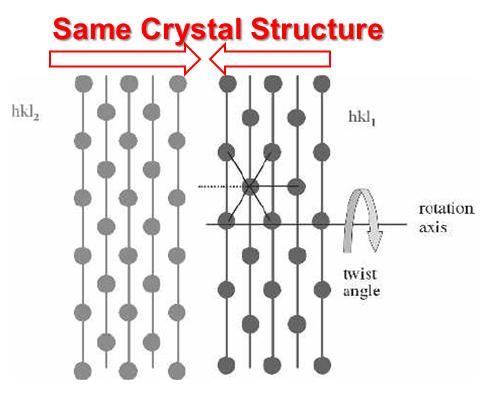 Same Crystal Structure
hkl₂
hkl₁
rotation
axis
twist
angle